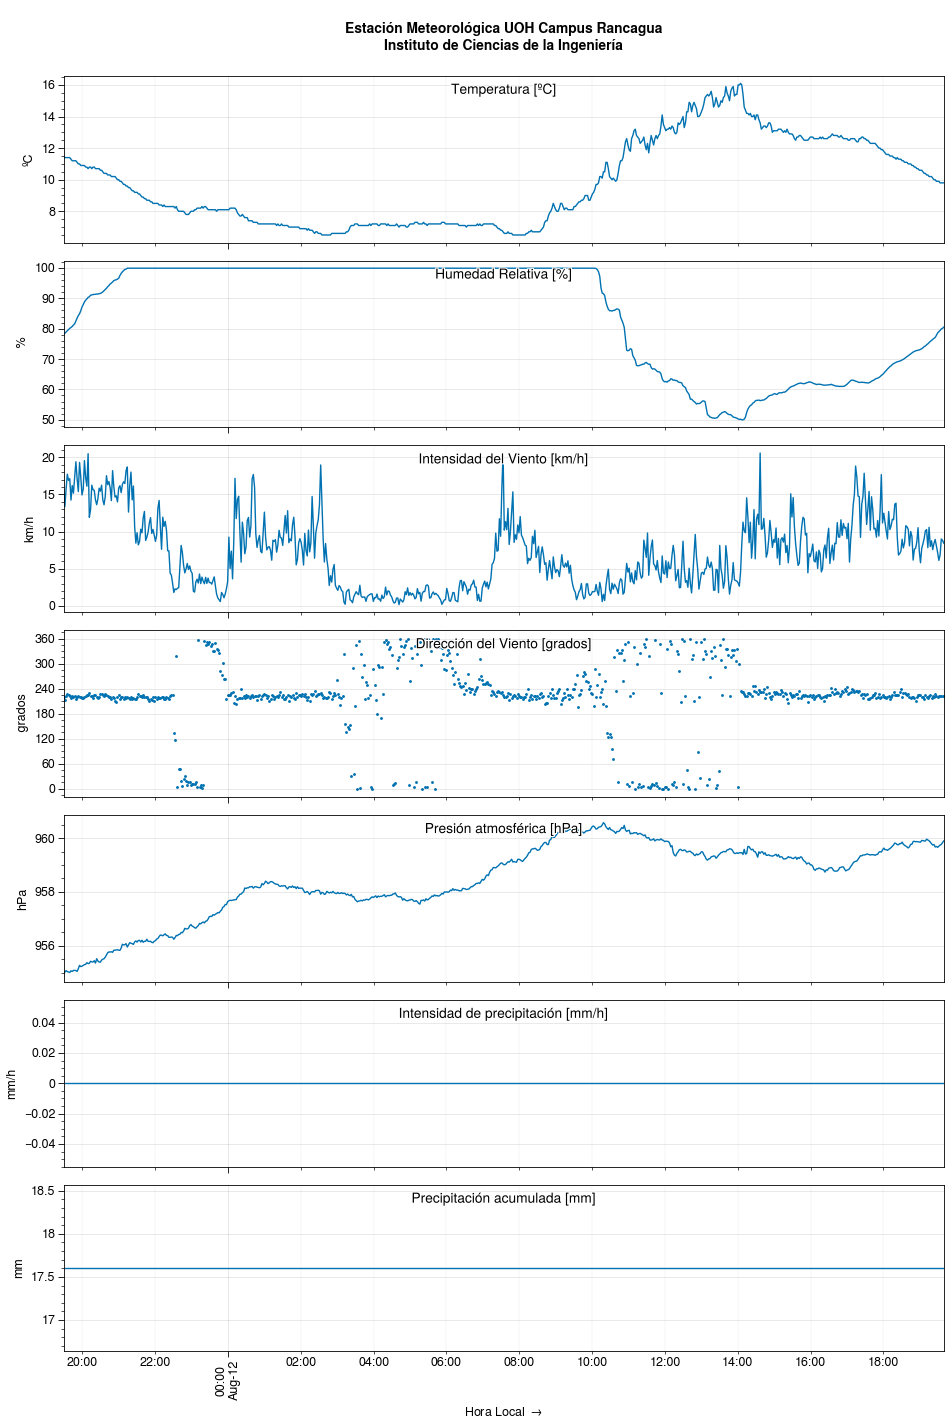 Estación Meteorológica UOH Campus Rancagua
Instituto de Ciencias de la Ingeniería
Temperatura [ºC]
ºC
16
14
12
10
8
Humedad Relativa [%]
%
100
90
80
70
60
50
Intensidad del Viento [km/h]
km/h
20
15
10
5
0
Dirección del Viento [grados]
grados
360
300
240
180
120
60
0
Presión atmosférica [hPa]
hPa
960
958
956
Intensidad de precipitación [mm/h]
mm/h
0.04
0.02
0
−0.02
−0.04
Precipitación acumulada [mm]
mm
18.5
18
17.5
17
20:00 22:00 00:00 02:00 04:00 06:00 08:00 10:00 12:00 14:00 16:00 18:00
Aug-12
Hora Local →